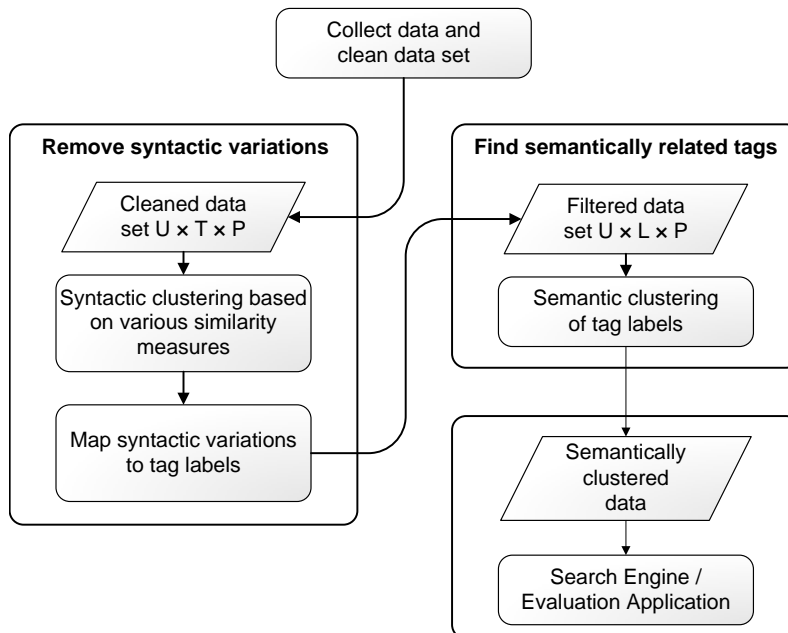 Collect data and
clean data set
Remove syntactic variations
Cleaned data
set U × T × P
Syntactic clustering based
on various similarity
measures
Map syntactic variations
to tag labels
Find semantically related tags
Filtered data
set U × L × P
Semantic clustering
of tag labels
Semantically
clustered
data
Search Engine /
Evaluation Application